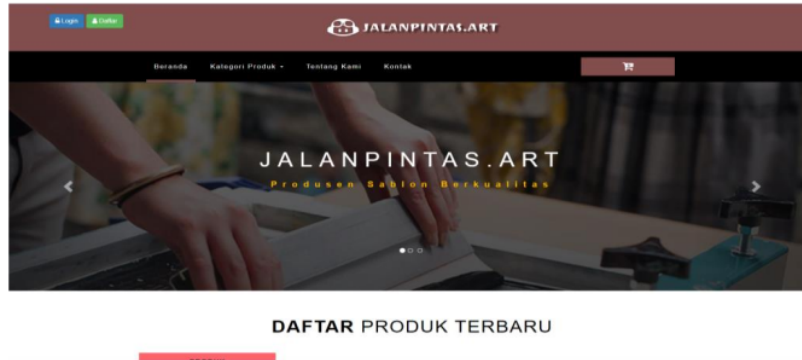 Login Daftar
JALANPINTAS.ART
Beranda Kategori Produk Tentang Kami Kontak
JALANPINTAS.ART
Produsen Sablon Berkualitas
DAFTAR PRODUK TERBARU